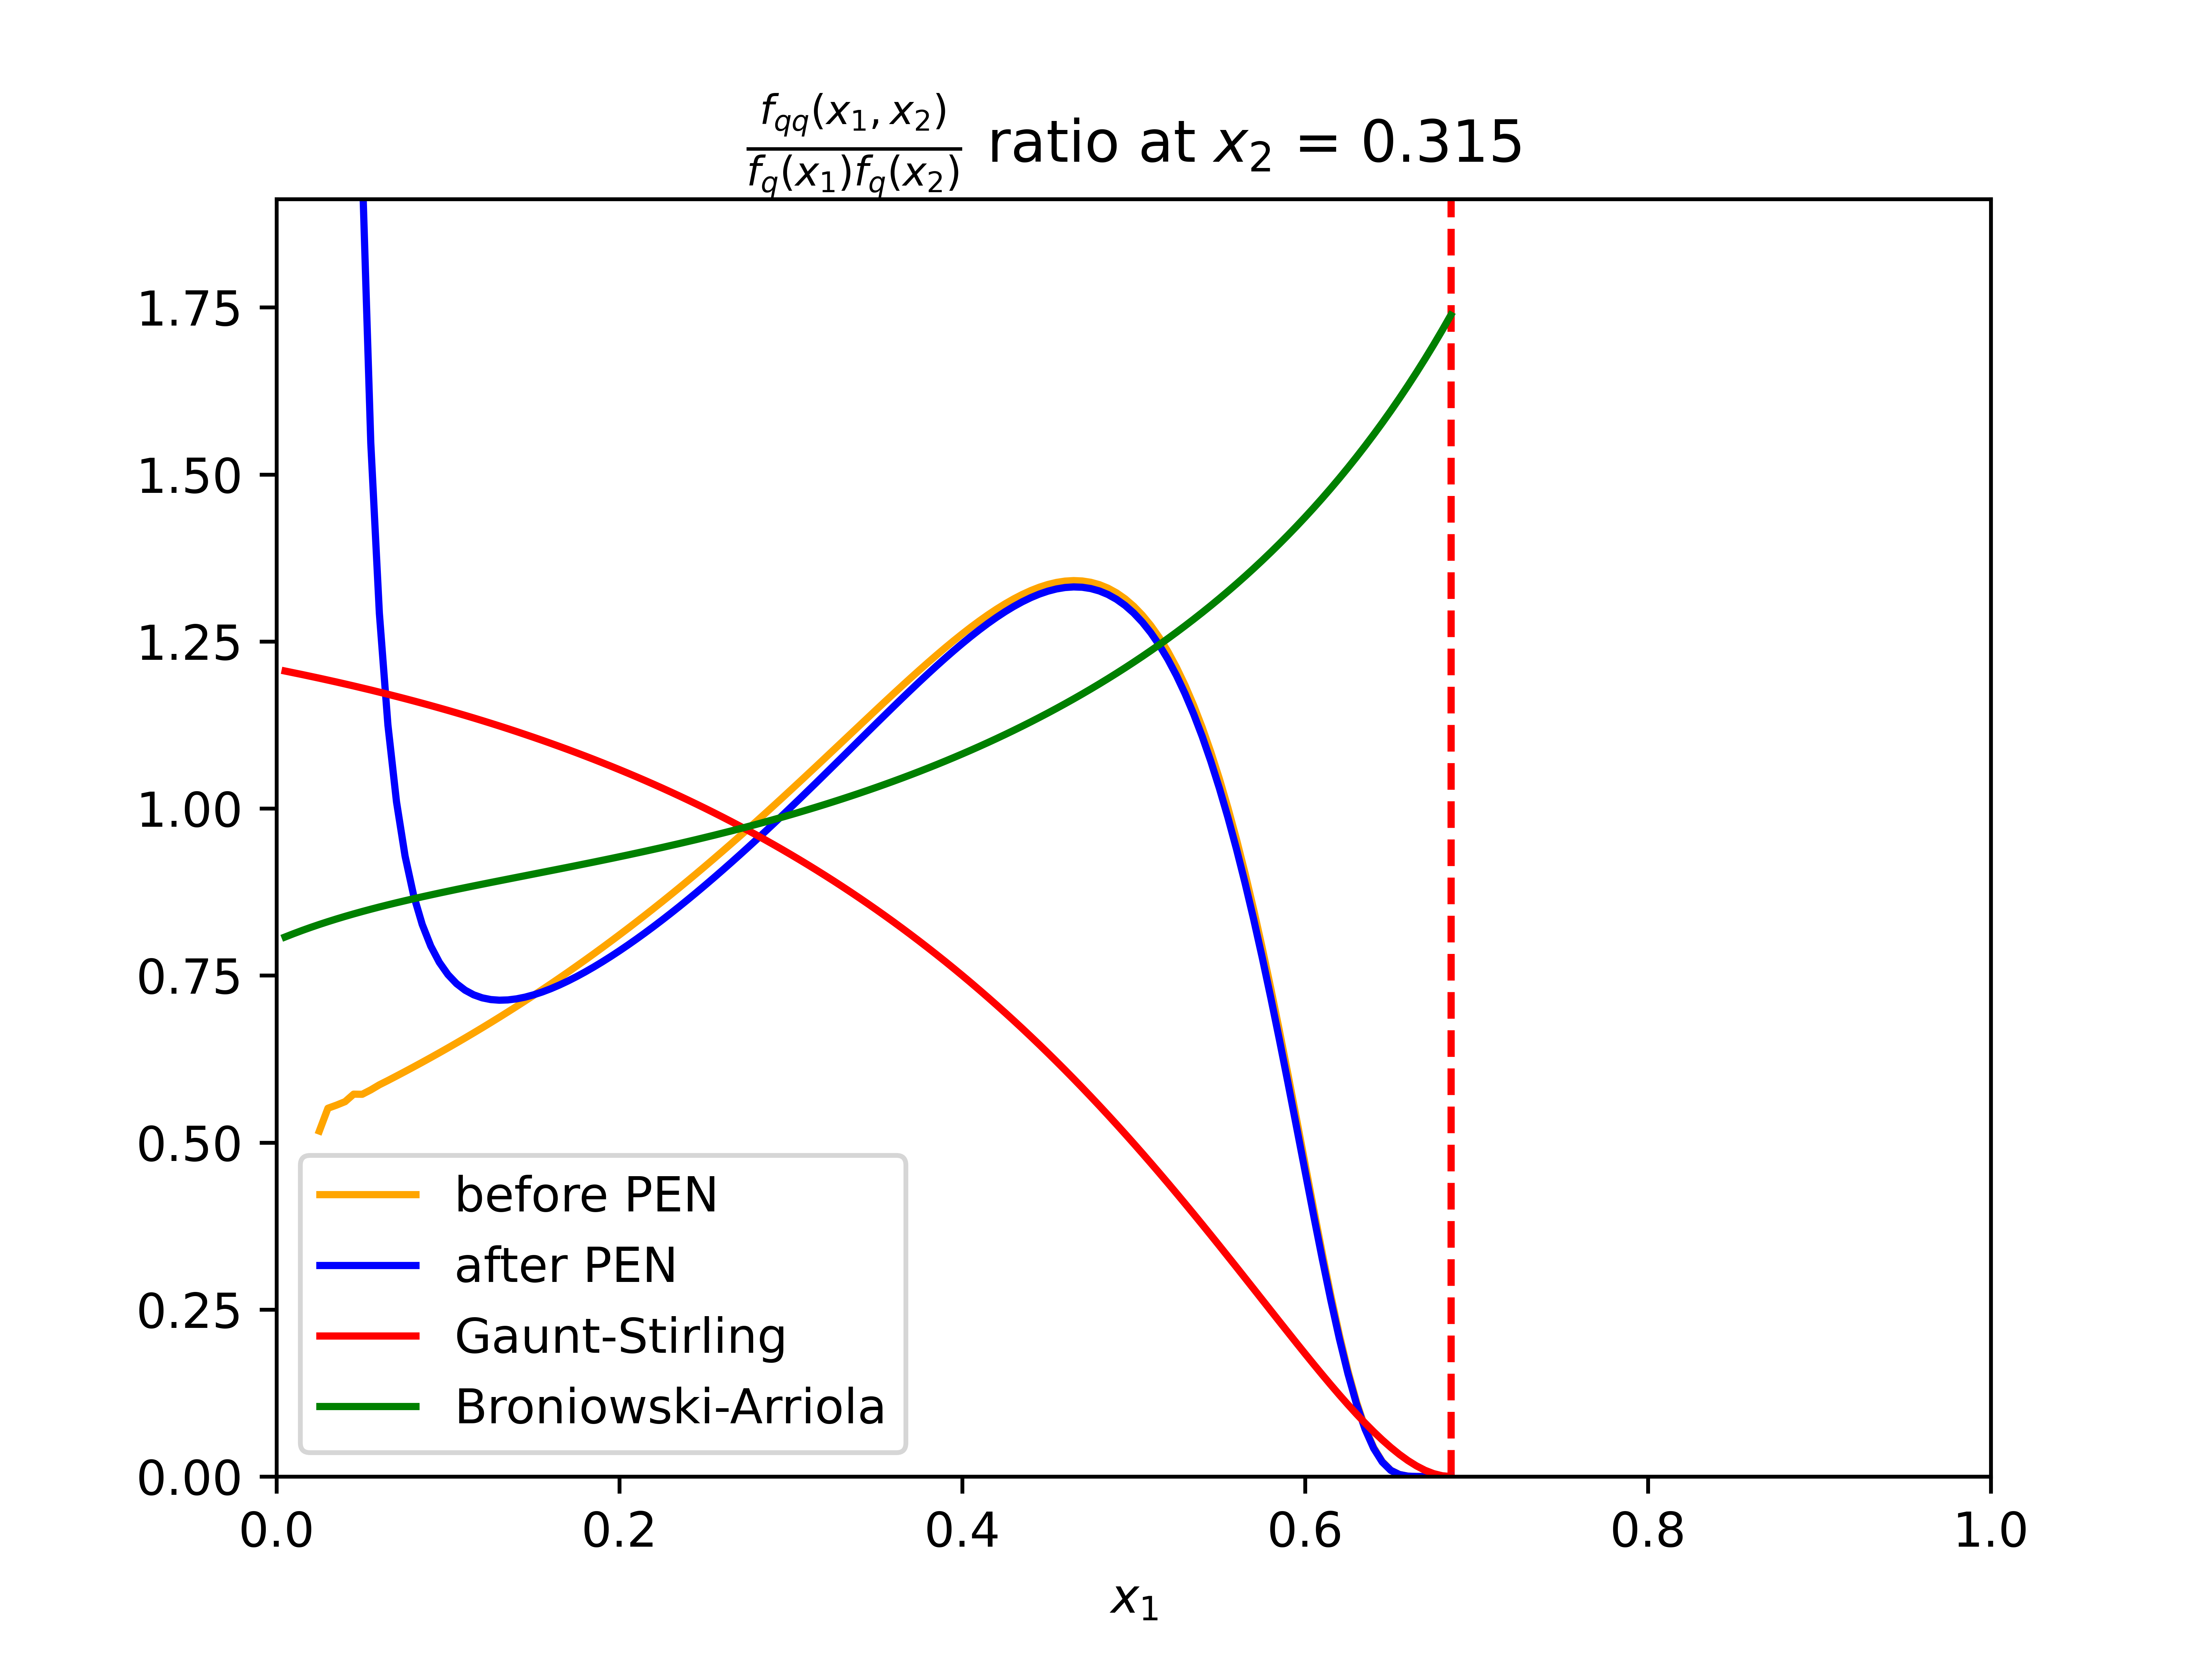 f_{qq}(x_1, x_2)
f_q(x_1)f_q(x_2) ratio at x_2 = 0.315
1.75
1.50
1.25
1.00
0.75
0.50
0.25
0.00
before PEN
after PEN
Gaunt-Stirling
Broniowski-Arriola
0.0 0.2 0.4 0.6 0.8 1.0
x_1